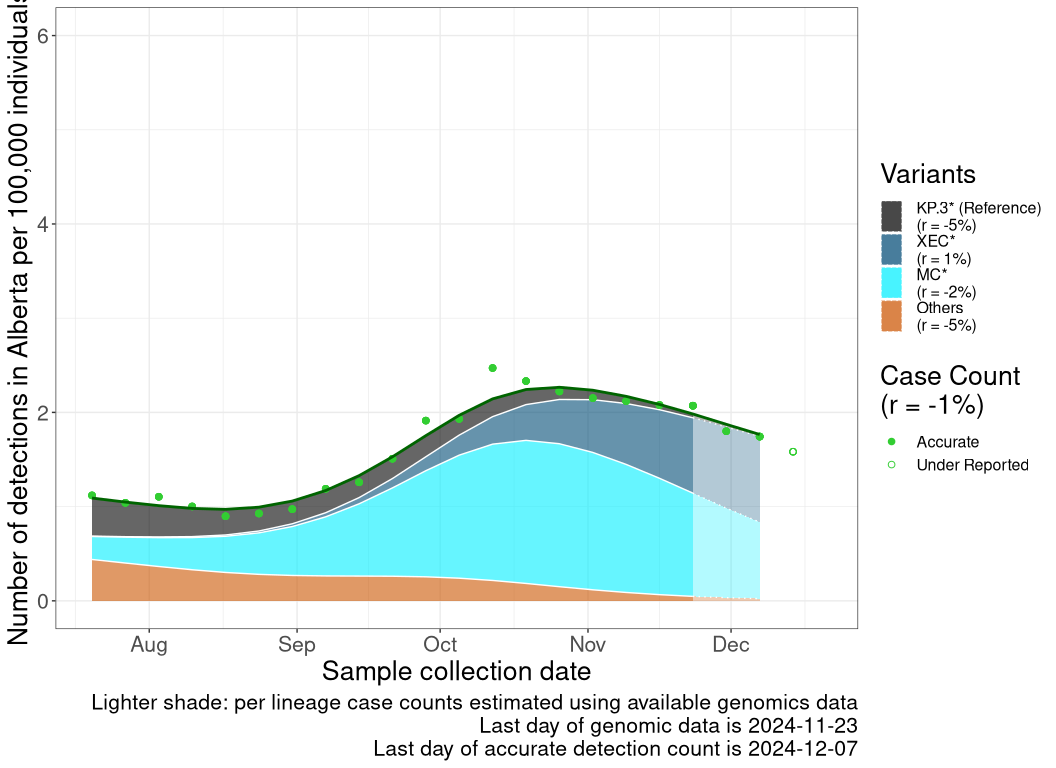 Number of detections in Alberta per 100,000 individuals
6
4
2
0
Aug Sep Oct Nov Dec
Sample collection date
Lighter shade: per lineage case counts estimated using available genomics data
Last day of genomic data is 2024-11-23
Last day of accurate detection count is 2024-12-07
Variants
KP.3* (Reference)
(r = -5%)
XEC*
(r = 1%)
MC*
(r = -2%)
Others
(r = -5%)
Case Count
(r = -1%)
Accurate
Under Reported